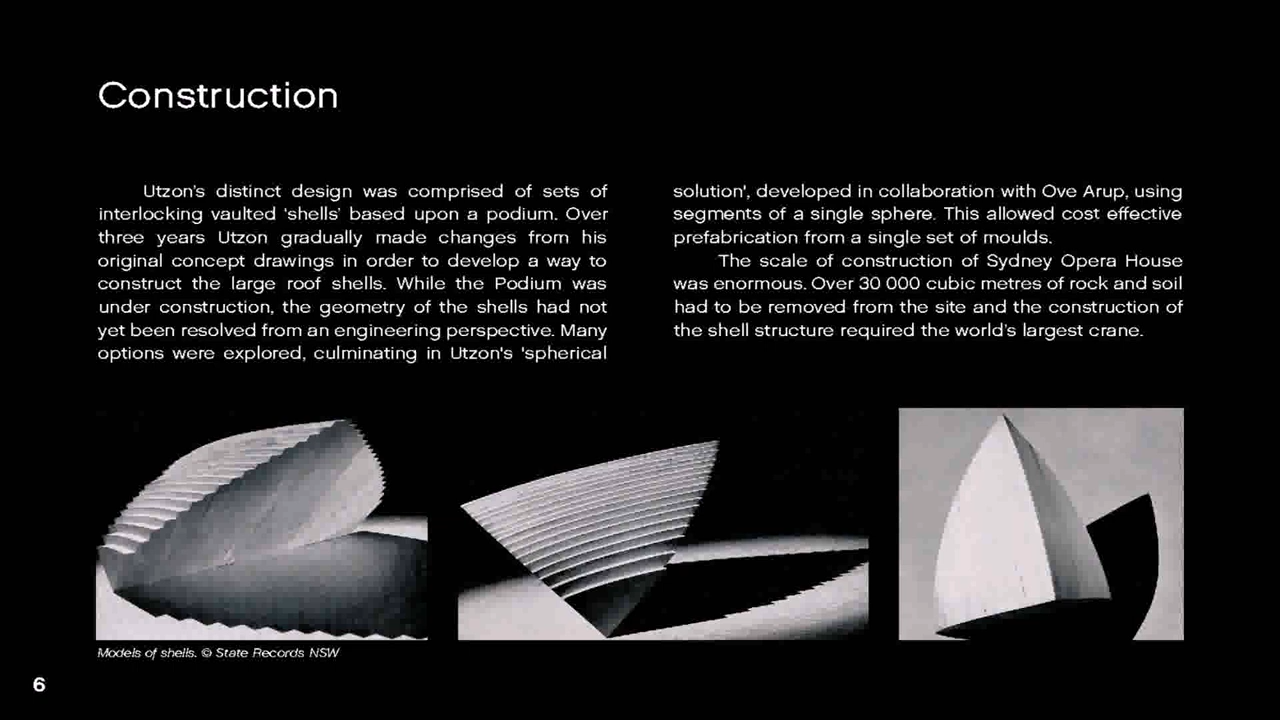 Construction
Utzon's distinct design was comprised of sets of
interlocking vaulted 'shells' based upon a podium. Over
three years Utzon gradually made changes from his
original concept drawings in order to develop a way to
construct the large roof shells. While the Podium was
under construction, the geometry of the shells had not
yet been resolved from an engineering perspective. Many
options were explored, culminating in Utzon's 'spherical
solution', developed in collaboration with Ove Arup, using
segments of a single sphere. This allowed cost effective
prefabrication from a single set of moulds.
The scale of construction of Sydney Opera House
was enormous. Over 30 000 cubic metres of rock and soil
had to be removed from the site and the construction of
the shell structure required the world's largest crane.
Models of shells. © State Records NSW
6